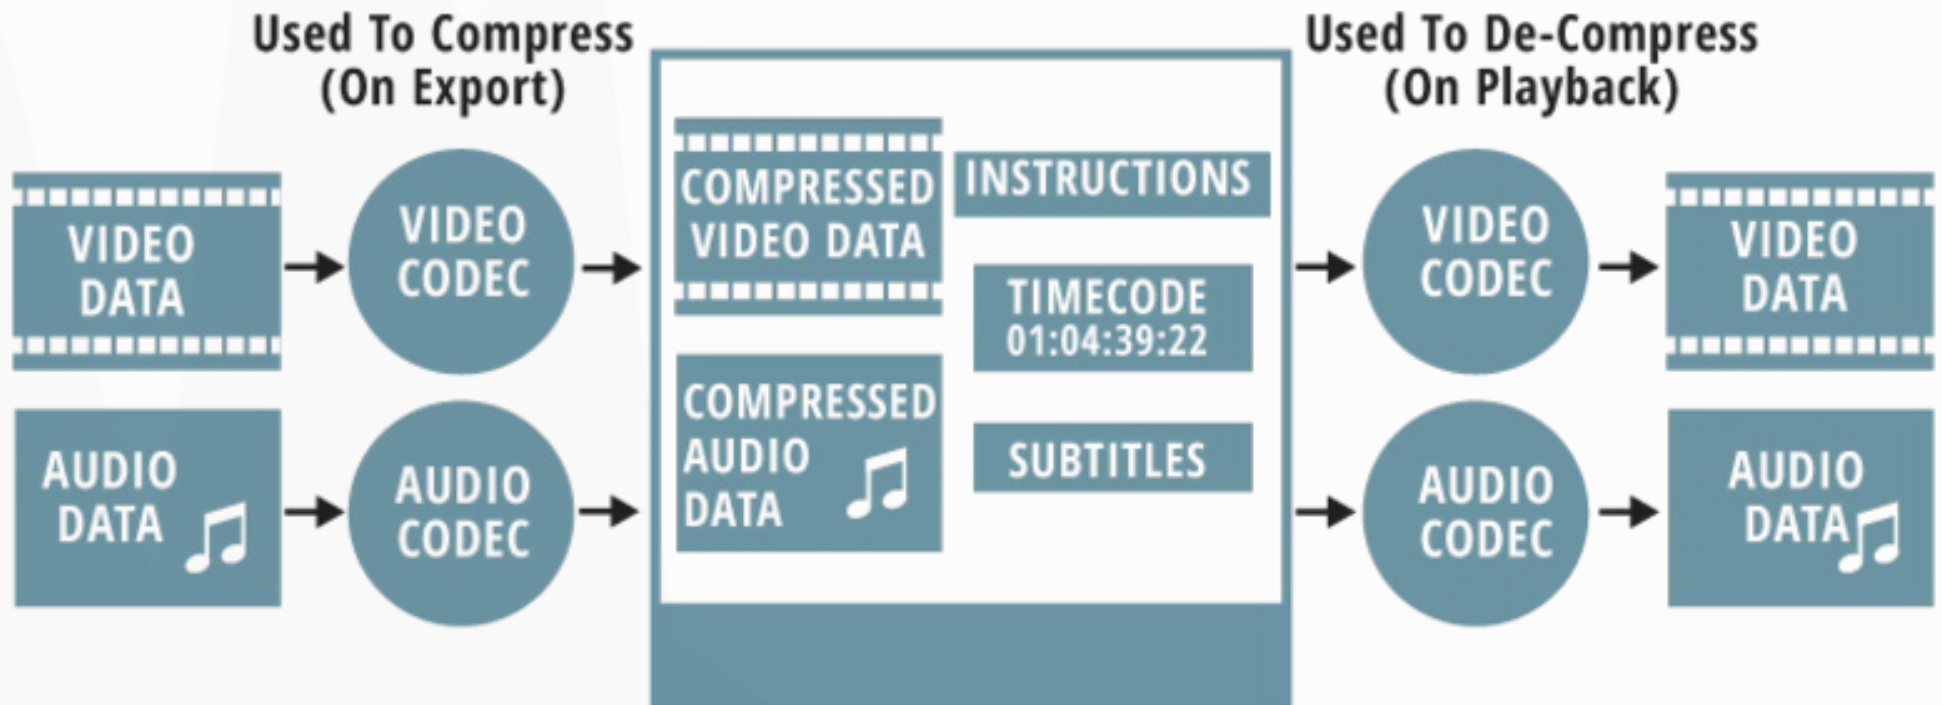 Used To Compress
(On Export)
VIDEO
DATA
VIDEO
CODEC
AUDIO
DATA
AUDIO
CODEC
COMPRESSED
VIDEO DATA
COMPRESSED
AUDIO
DATA
INSTRUCTIONS
TIMECODE
01:04:39:22
SUBTITLES
Used To De-Compress
(On Playback)
VIDEO
CODEC
VIDEO
DATA
AUDIO
CODEC
AUDIO
DATA